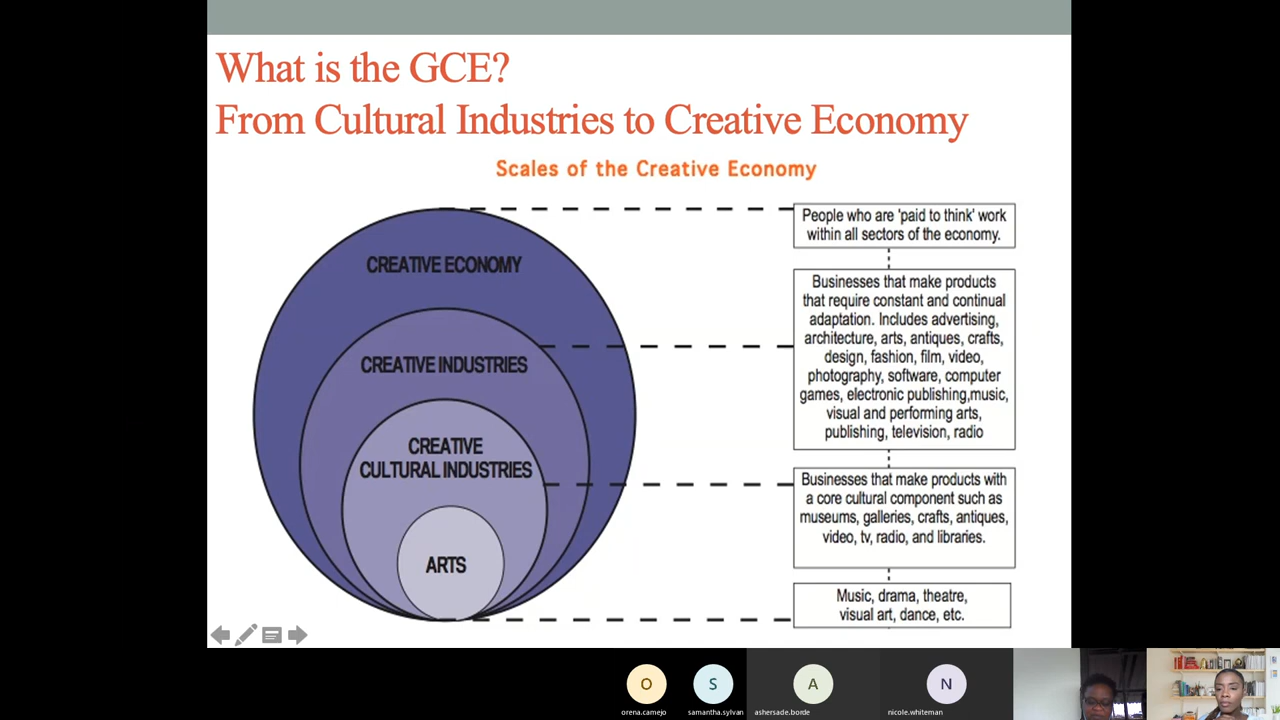 What is the GCE?
From Cultural Industries to Creative Economy
Scales of the Creative Economy
CREATIVE ECONOMY
CREATIVE INDUSTRIES
CREATIVE
CULTURAL INDUSTRIES
ARTS
People who are 'paid to think' work
within all sectors of the economy.
Businesses that make products
that require constant and continual
adaptation. Includes advertising,
architecture, arts, antiques, crafts,
design, fashion, film, video,
photography, software, computer
games, electronic publishing,music,
visual and performing arts,
publishing, television, radio
Businesses that make products with
a core cultural component such as
museums, galleries, crafts, antiques,
video, tv, radio, and libraries.
Music, drama, theatre,
visual art, dance, etc.
O
S
A
N
orena.camejo
samantha.sylvan
ashersade.borde
nicole.whiteman